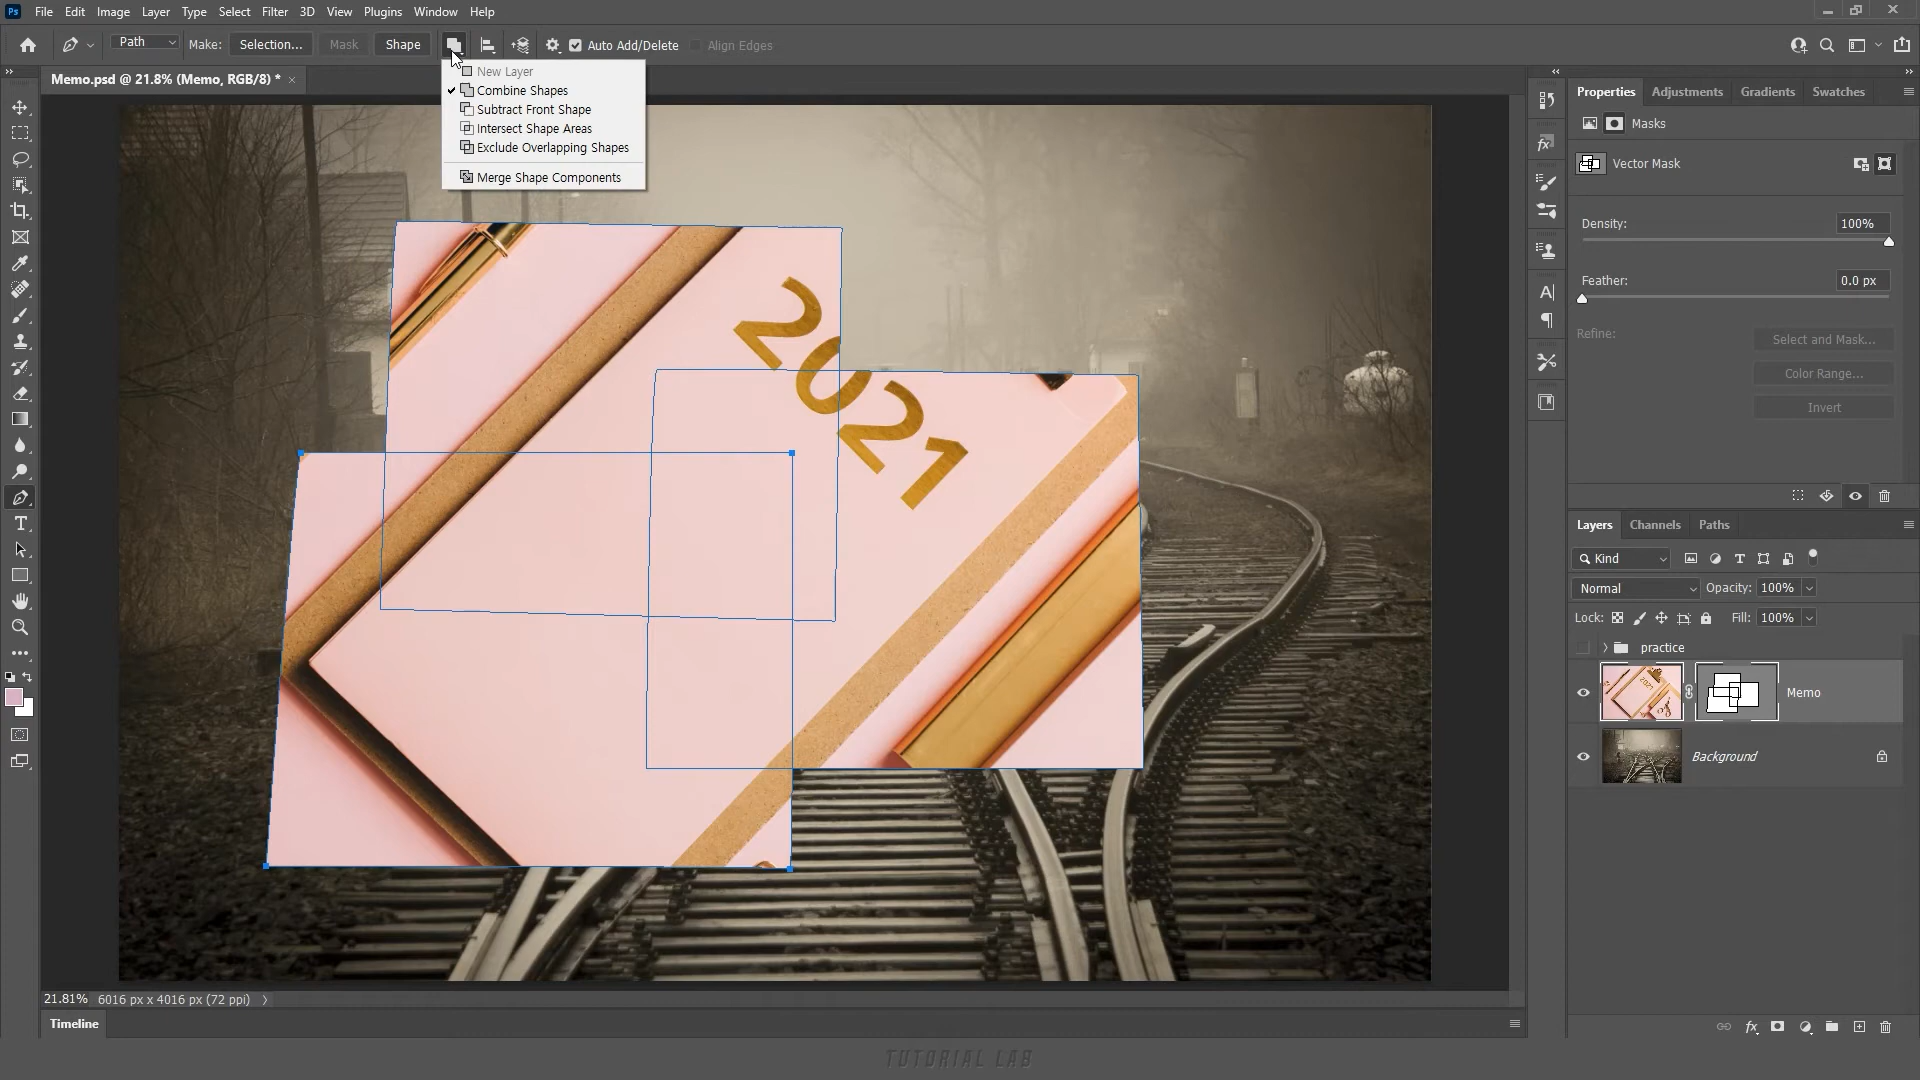 Ps File Edit Image Layer Type Select Filter 3D View Plugins Window Help
Path Make: Selection... Mask Shape Auto Add/Delete Align Edges
Memo.psd @ 21.8% (Memo, RGB/8) *
New Layer
Combine Shapes
Subtract Front Shape
Intersect Shape Areas
Exclude Overlapping Shapes
Merge Shape Components
2021
Properties Adjustments Gradients Swatches
Masks
Vector Mask
Density: 100%
Feather: 0.0 px
Refine: Select and Mask...
Color Range...
Invert
Layers Channels Paths
Kind
Normal Opacity: 100%
Lock: Fill: 100%
practice
Memo
Background
21.81% 6016 px x 4016 px (72 ppi)
Timeline
TUTORIAL LAB